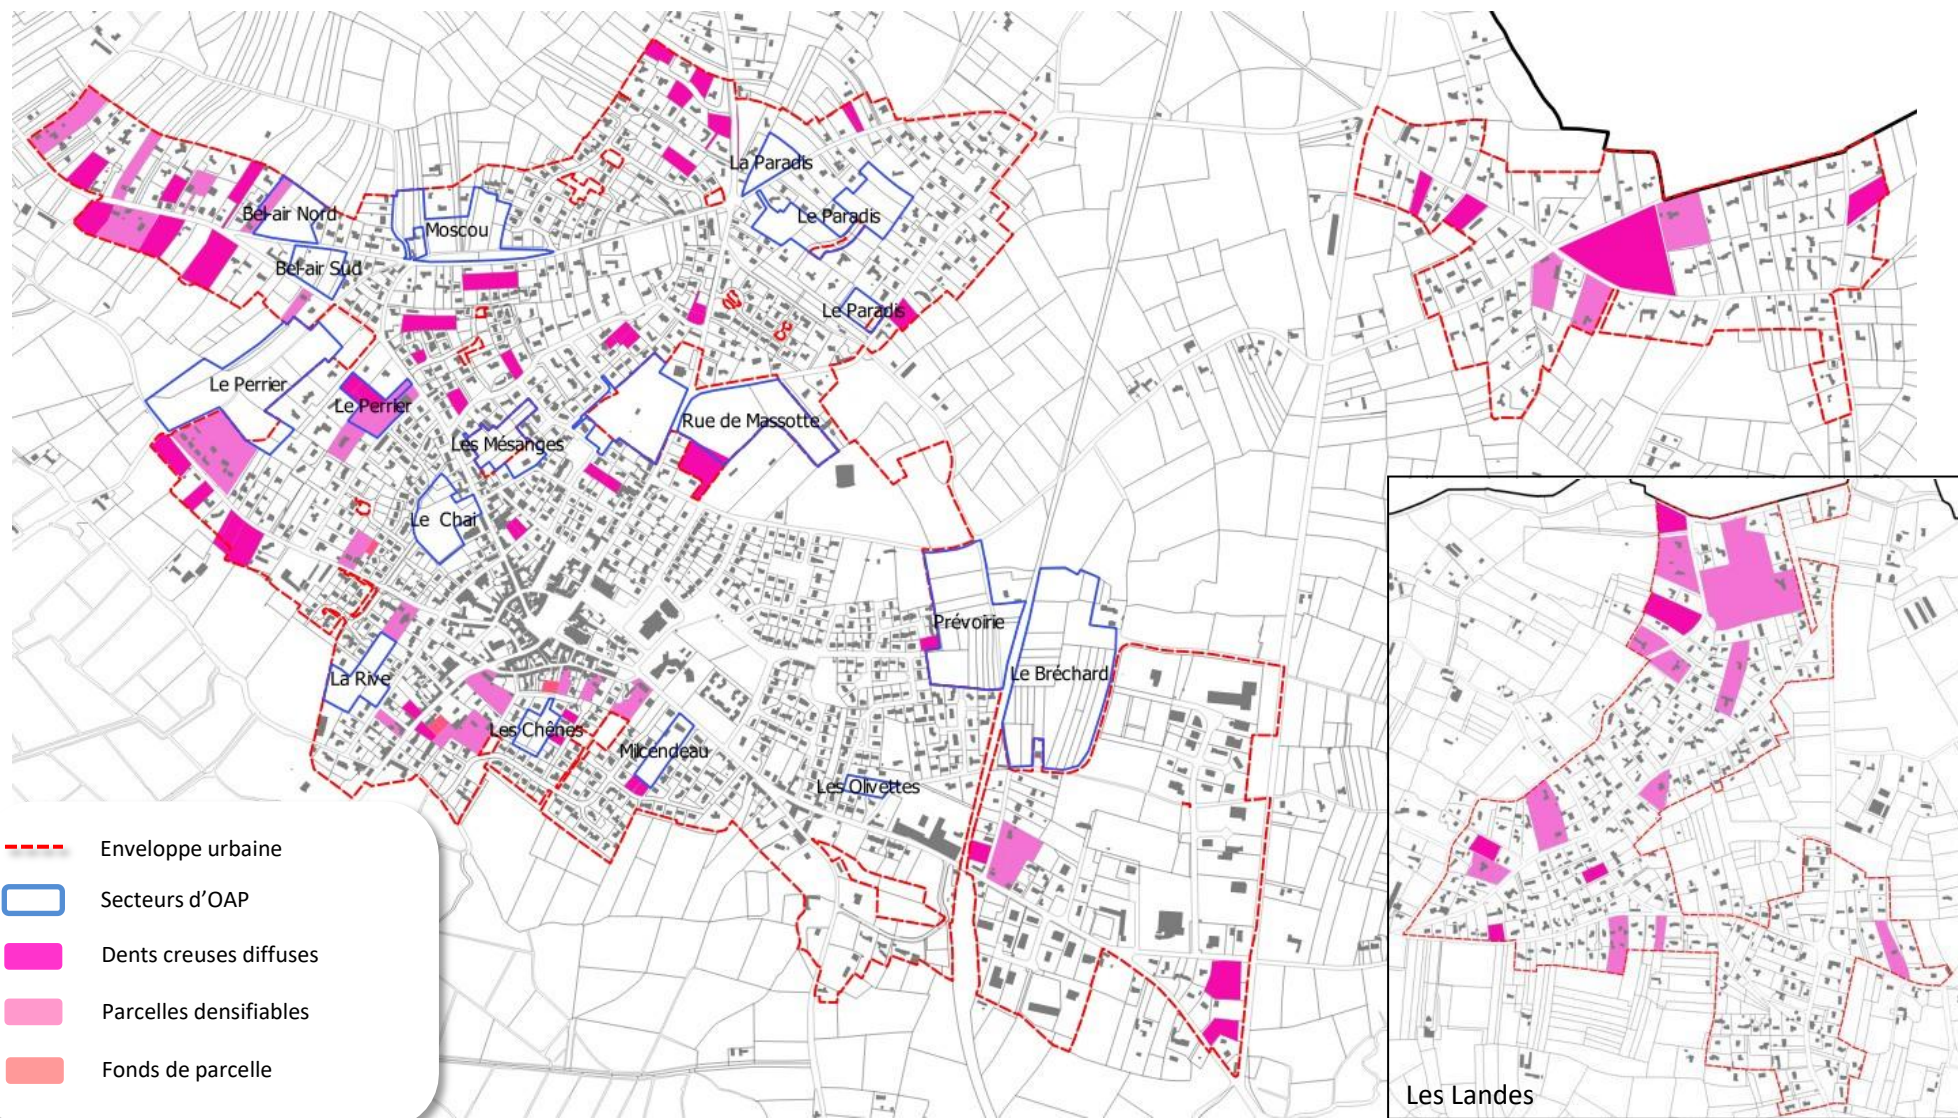 La Paradis
Bel-air Nord
Le Paradis
Moscou
Bel-air Sud
Le Paradis
Le Perrier
Le Perrier
Rue de Massotte
Les Mésanges
Le Chai
Prévoirie
Le Bréchard
La Rive
Les Chênes
Milcendeau
Les Olivettes
Enveloppe urbaine
Secteurs d'OAP
Dents creuses diffuses
Parcelles densifiables
Fonds de parcelle
Les Landes